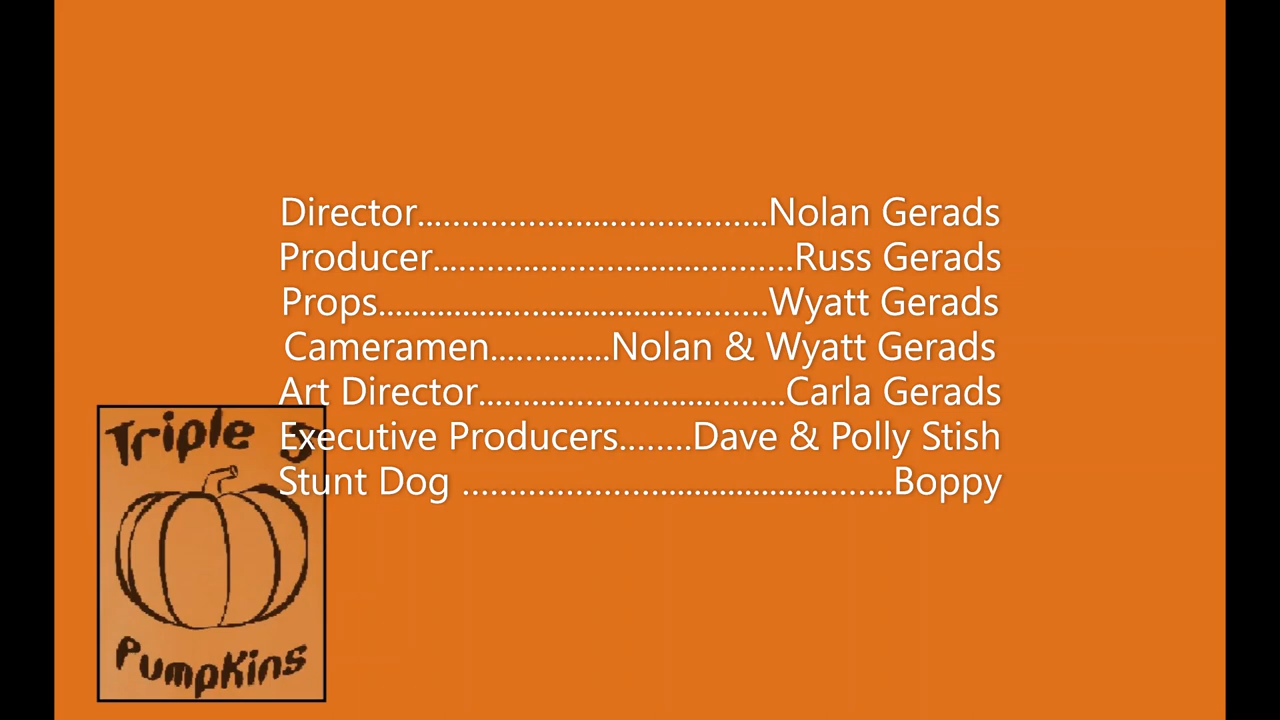 Director....................................Nolan Gerads
Producer.....................................Russ Gerads
Props..........................................Wyatt Gerads
Cameramen.............Nolan & Wyatt Gerads
Art Director.................................Carla Gerads
Executive Producers........Dave & Polly Stish
Stunt Dog ............................................Boppy
Triple
Pumpkins